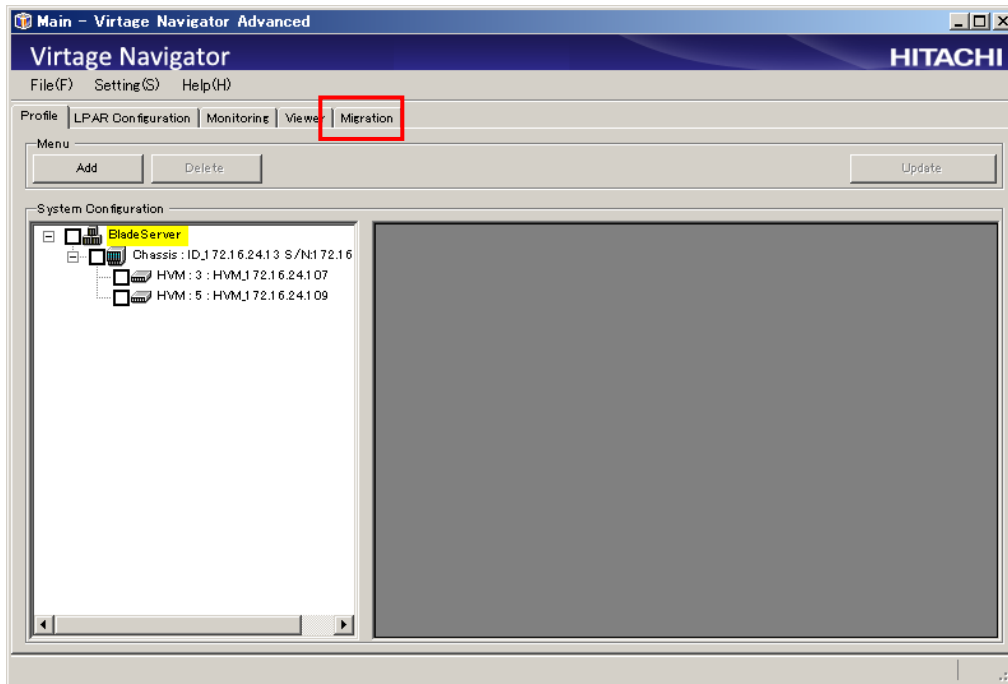 Main - Virtage Navigator Advanced
Virtage Navigator HITACHI
File(F) Setting(S) Help(H)
Profile LPAR Configuration Monitoring Viewer Migration
Menu
Add Delete Update
System Configuration
BladeServer
Chassis : ID_172.16.24.13 S/N:172.16
HVM : 3 : HVM_172.16.24.107
HVM : 5 : HVM_172.16.24.109